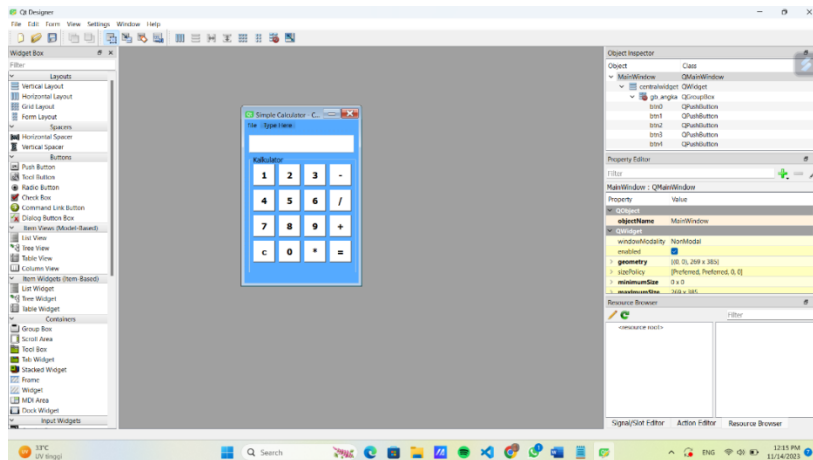 Qt Designer
File Edit Form View Settings Window Help
Widget Box
Filter
Layouts
Vertical Layout
Horizontal Layout
Grid Layout
Form Layout
Spacers
Horizontal Spacer
Vertical Spacer
Buttons
Push Button
Tool Button
Radio Button
Check Box
Command Link Button
Dialog Button Box
Item Views (Model-Based)
List View
Tree View
Table View
Column View
Item Widgets (Item-Based)
List Widget
Tree Widget
Table Widget
Containers
Group Box
Scroll Area
Tool Box
Tab Widget
Stacked Widget
Frame
Widget
MDI Area
Dock Widget
Input Widgets
Simple Calculator - C...
File Type Here
Kalkulator
1 2 3 -
4 5 6 /
7 8 9 +
c 0 * =
Object Inspector
Object Class
MainWindow QMainWindow
centralwidget QWidget
gb_angka QGroupBox
btn0 QPushButton
btn1 QPushButton
btn2 QPushButton
btn3 QPushButton
btn4 QPushButton
Property Editor
Filter
MainWindow : QMainWindow
Property Value
QObject
objectName MainWindow
QWidget
windowModality NonModal
enabled
geometry [(0, 0), 269 x 385]
sizePolicy [Preferred, Preferred, 0, 0]
minimumSize 0 x 0
maximumSize 269 x 385
Resource Browser
Filter
<resource root>
Signal/Slot Editor Action Editor Resource Browser
33°C
UV tinggi
Search
ENG
12:15 PM
11/14/2023